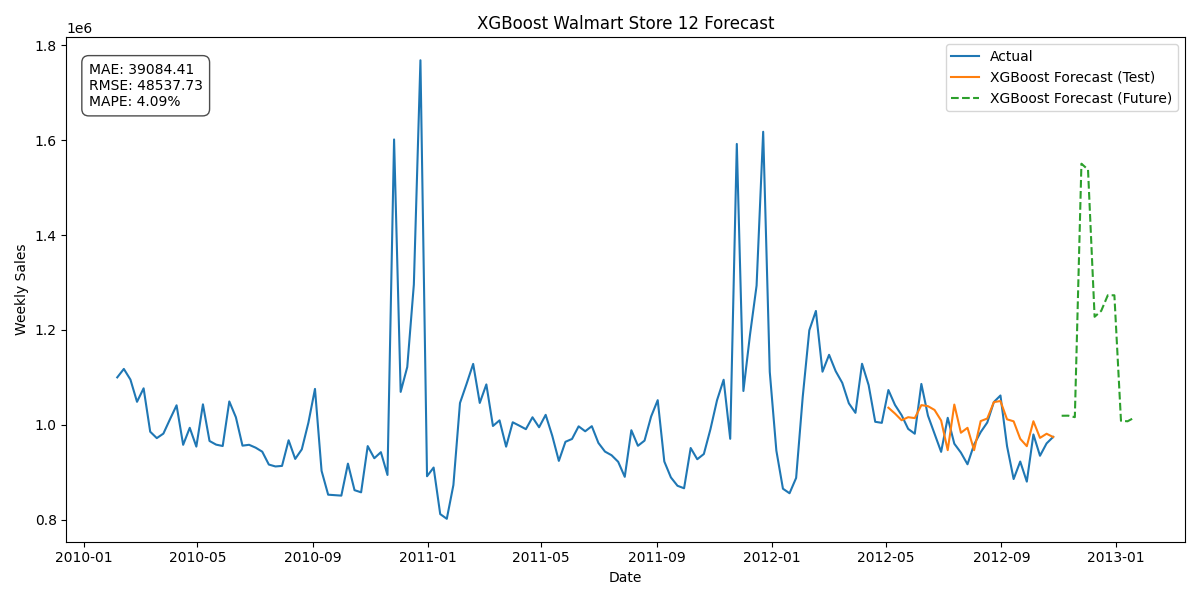 XGBoost Walmart Store 12 Forecast
1e6
1.8
1.6
1.4
1.2
1.0
0.8
Weekly Sales
MAE: 39084.41
RMSE: 48537.73
MAPE: 4.09%
Actual
XGBoost Forecast (Test)
XGBoost Forecast (Future)
2010-01
2010-05
2010-09
2011-01
2011-05
2011-09
2012-01
2012-05
2012-09
2013-01
Date